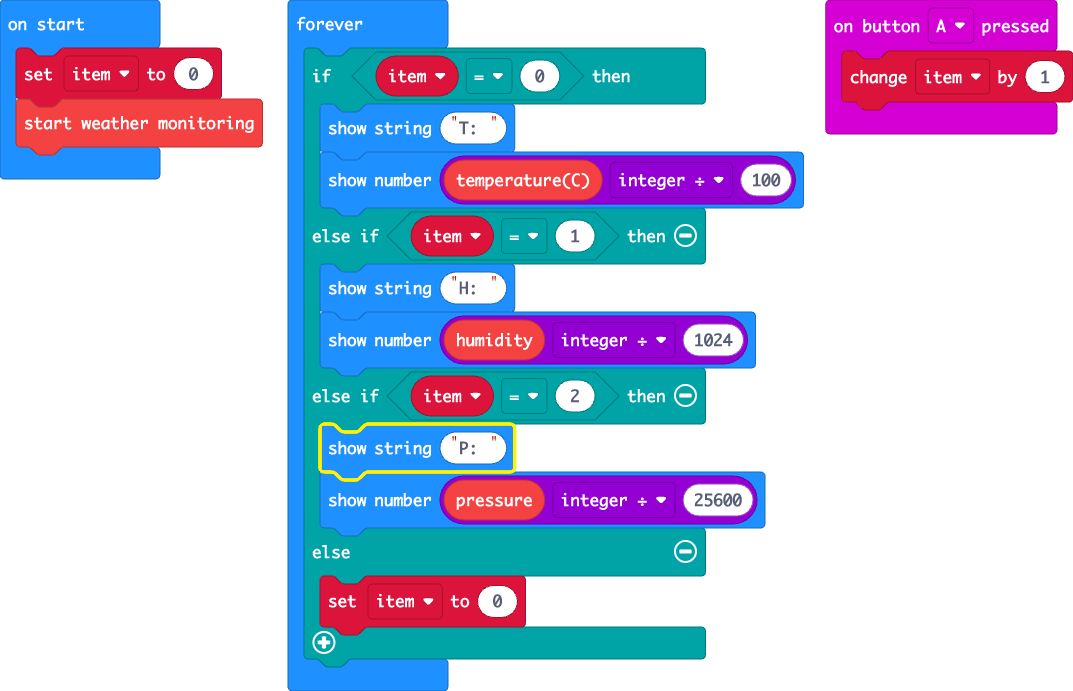 on start
set item to 0
start weather monitoring
forever
if item = 0 then
show string "T: "
show number temperature(C) integer ÷ 100
else if item = 1 then
show string "H: "
show number humidity integer ÷ 1024
else if item = 2 then
show string "P: "
show number pressure integer ÷ 25600
else
set item to 0
on button A pressed
change item by 1